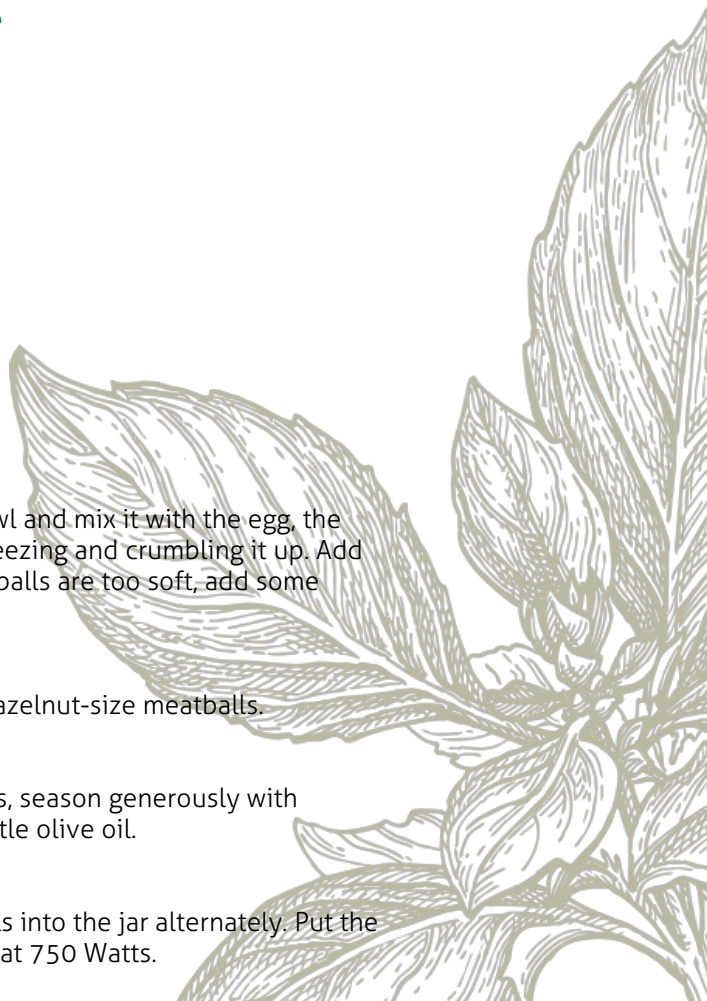 wl and mix it with the egg, the
eezing and crumbling it up. Add
balls are too soft, add some
azelnut-size meatballs.
s, season generously with
tle olive oil.
s into the jar alternately. Put the
at 750 Watts.